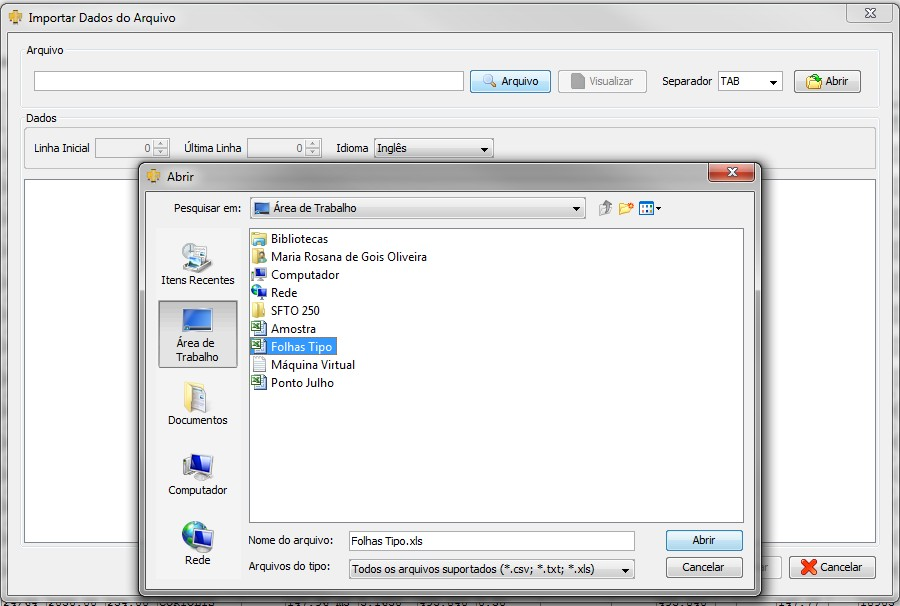 Importar Dados do Arquivo
Arquivo
Arquivo
Visualizar
Separador
TAB
Abrir
Dados
Linha Inicial
0
Última Linha
0
Idioma
Inglês
Abrir
Pesquisar em:
Área de Trabalho
Itens Recentes
Área de
Trabalho
Documentos
Computador
Rede
Bibliotecas
Maria Rosana de Gois Oliveira
Computador
Rede
SFTO 250
Amostra
Folhas Tipo
Máquina Virtual
Ponto Julho
Nome do arquivo:
Folhas Tipo.xls
Abrir
Arquivos do tipo:
Todos os arquivos suportados (*.csv; *.txt; *.xls)
Cancelar
Cancelar